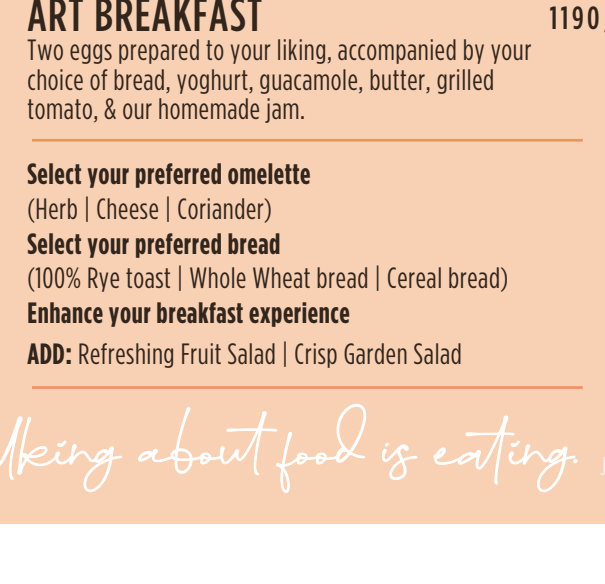 ART BREAKFAST 1190
Two eggs prepared to your liking, accompanied by your
choice of bread, yoghurt, guacamole, butter, grilled
tomato, & our homemade jam.
Select your preferred omelette
(Herb | Cheese | Coriander)
Select your preferred bread
(100% Rye toast | Whole Wheat bread | Cereal bread)
Enhance your breakfast experience
ADD: Refreshing Fruit Salad | Crisp Garden Salad
about food is eating.